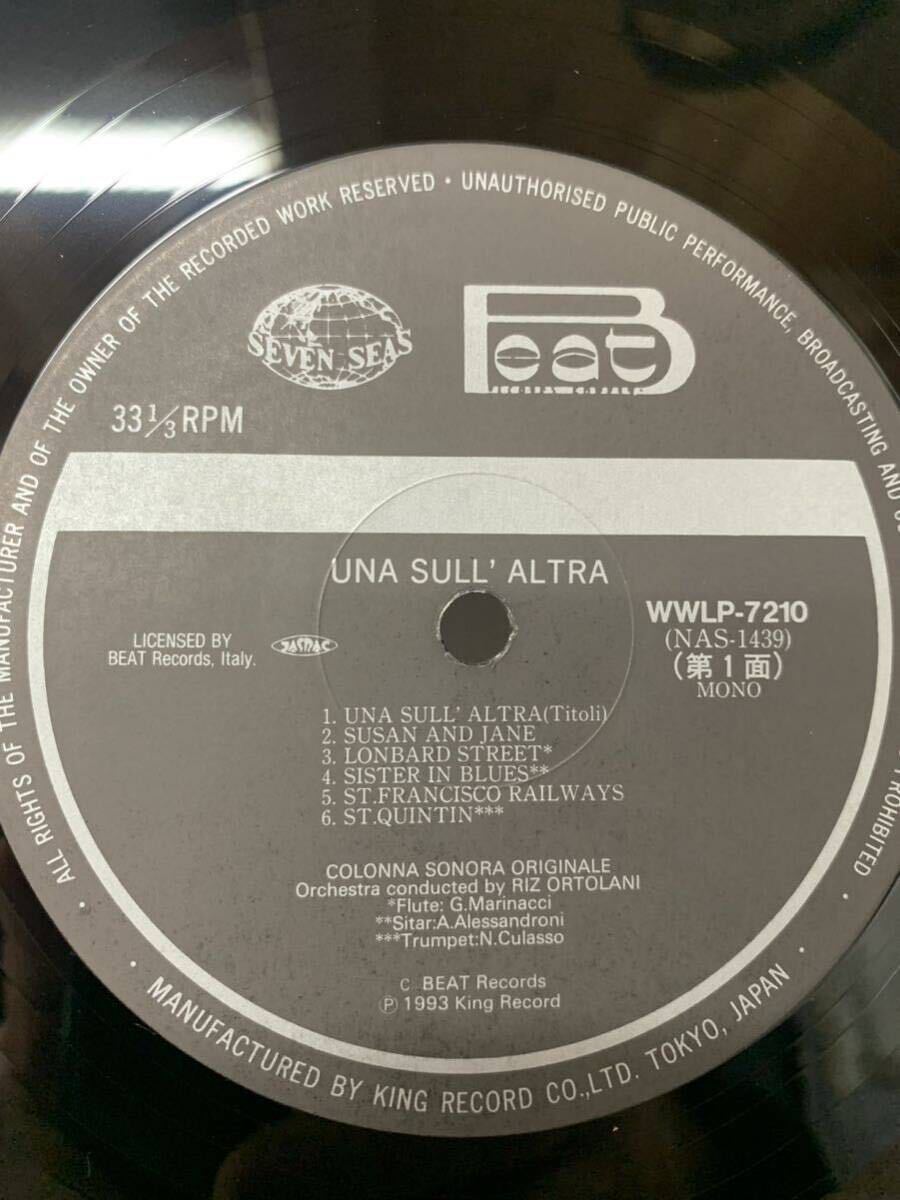 ALL RIGHTS OF THE MANUFACTURER AND OF THE OWNER OF THE RECORDED WORK RESERVED · UNAUTHORISED PUBLIC PERFORMANCE, BROADCASTING AND PROHIBITED ·
SEVEN SEAS
Beat
33 1/3 RPM
UNA SULL' ALTRA
LICENSED BY
BEAT Records, Italy.
JASRAC
WWLP-7210
(NAS-1439)
(第1面)
MONO
1. UNA SULL' ALTRA(Titoli)
2. SUSAN AND JANE
3. LONBARD STREET*
4. SISTER IN BLUES**
5. ST.FRANCISCO RAILWAYS
6. ST.QUINTIN***
COLONNA SONORA ORIGINALE
Orchestra conducted by RIZ ORTOLANI
*Flute: G.Marinacci
**Sitar:A.Alessandroni
***Trumpet:N.Culasso
C BEAT Records
Ⓟ 1993 King Record
· MANUFACTURED BY KING RECORD CO.,LTD. TOKYO, JAPAN ·